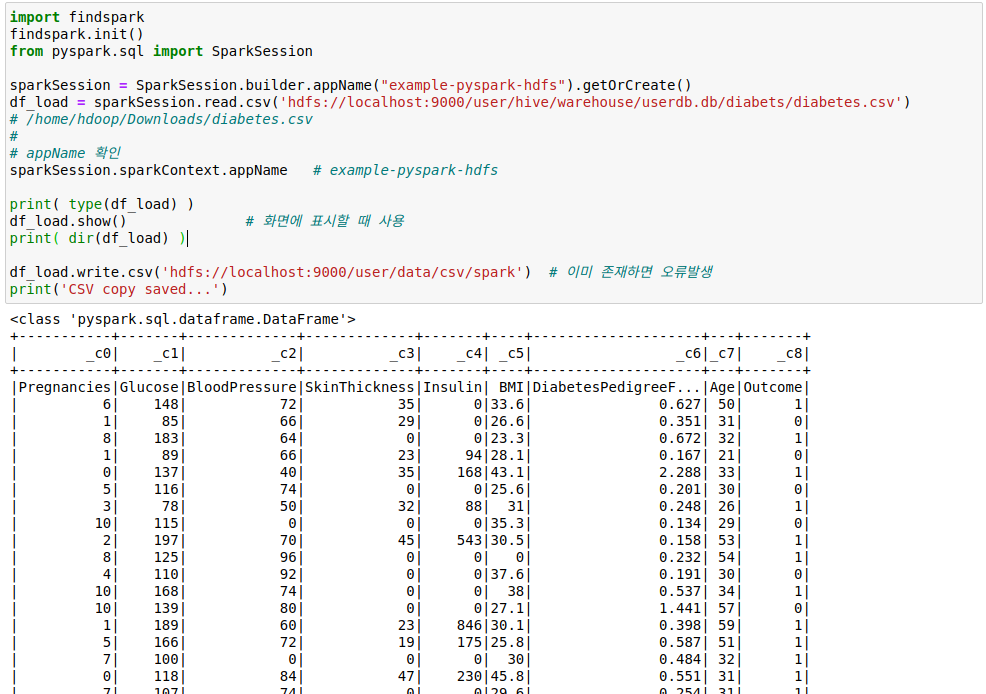 import findspark
findspark.init()
from pyspark.sql import SparkSession

sparkSession = SparkSession.builder.appName("example-pyspark-hdfs").getOrCreate()
df_load = sparkSession.read.csv('hdfs://localhost:9000/user/hive/warehouse/userdb.db/diabets/diabetes.csv')
# /home/hdoop/Downloads/diabetes.csv
#
# appName 확인
sparkSession.sparkContext.appName   # example-pyspark-hdfs

print( type(df_load) )
df_load.show()              # 화면에 표시할 때 사용
print( dir(df_load) )

df_load.write.csv('hdfs://localhost:9000/user/data/csv/spark')  # 이미 존재하면 오류발생
print('CSV copy saved...')
<class 'pyspark.sql.dataframe.DataFrame'>
+-----------+-------+-------------+-------------+-------+----+--------------------+---+-------+
|        _c0|    _c1|          _c2|          _c3|    _c4| _c5|                 _c6|_c7|    _c8|
+-----------+-------+-------------+-------------+-------+----+--------------------+---+-------+
|Pregnancies|Glucose|BloodPressure|SkinThickness|Insulin| BMI|DiabetesPedigreeF...|Age|Outcome|
|          6|    148|           72|           35|      0|33.6|               0.627| 50|      1|
|          1|     85|           66|           29|      0|26.6|               0.351| 31|      0|
|          8|    183|           64|            0|      0|23.3|               0.672| 32|      1|
|          1|     89|           66|           23|     94|28.1|               0.167| 21|      0|
|          0|    137|           40|           35|    168|43.1|               2.288| 33|      1|
|          5|    116|           74|            0|      0|25.6|               0.201| 30|      0|
|          3|     78|           50|           32|     88|  31|               0.248| 26|      1|
|         10|    115|            0|            0|      0|35.3|               0.134| 29|      0|
|          2|    197|           70|           45|    543|30.5|               0.158| 53|      1|
|          8|    125|           96|            0|      0|   0|               0.232| 54|      1|
|          4|    110|           92|            0|      0|37.6|               0.191| 30|      0|
|         10|    168|           74|            0|      0|  38|               0.537| 34|      1|
|         10|    139|           80|            0|      0|27.1|               1.441| 57|      0|
|          1|    189|           60|           23|    846|30.1|               0.398| 59|      1|
|          5|    166|           72|           19|    175|25.8|               0.587| 51|      1|
|          7|    100|            0|            0|      0|  30|               0.484| 32|      1|
|          0|    118|           84|           47|    230|45.8|               0.551| 31|      1|
|          7|    107|           74|            0|      0|29.6|               0.254| 31|      1|